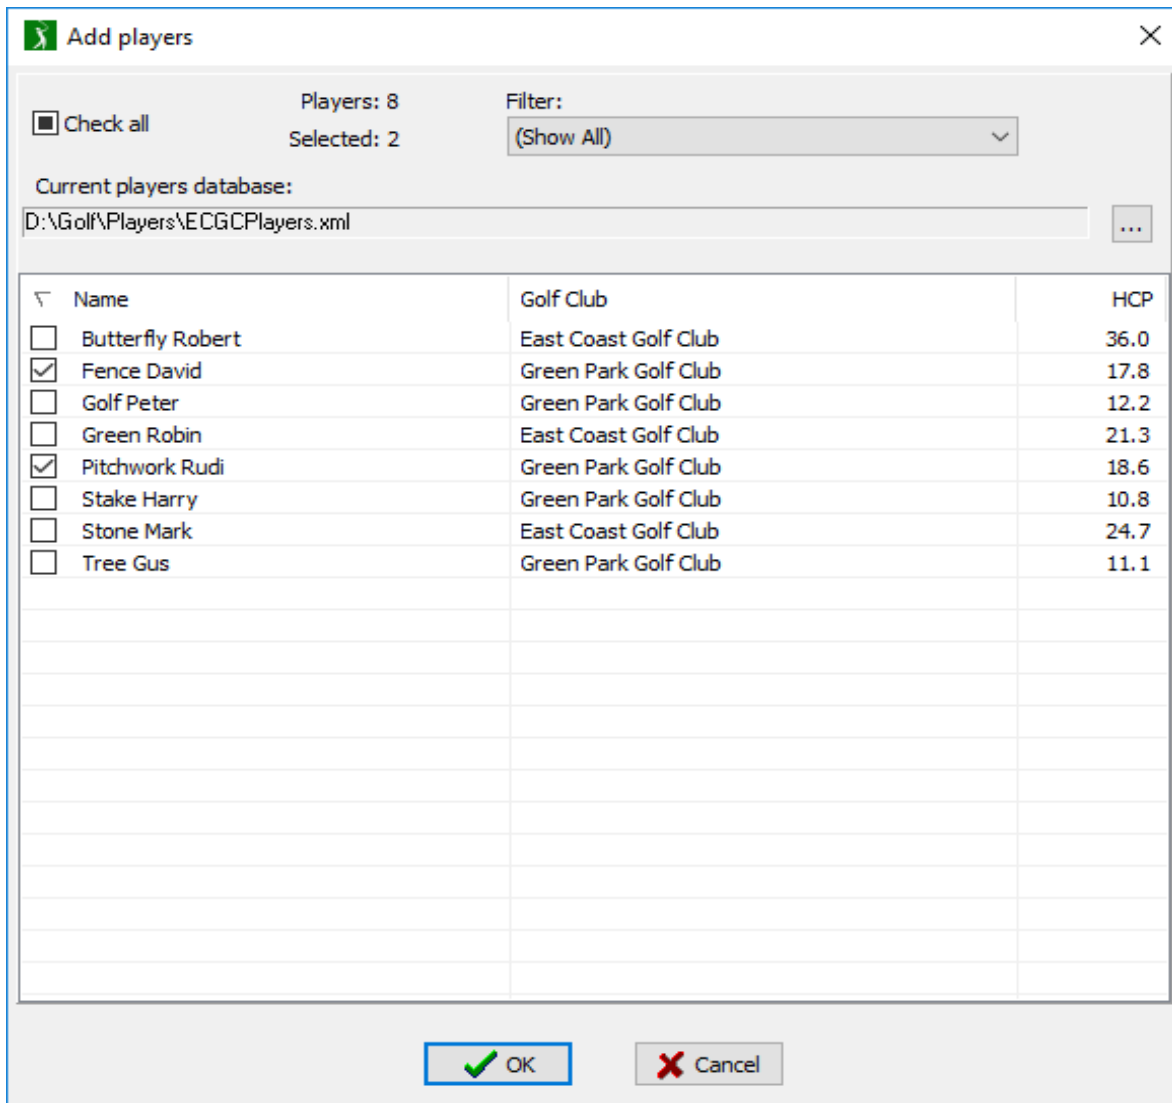 Add players
Check all
Players: 8
Selected: 2
Filter:
(Show All)
Current players database:
D:\Golf\Players\ECGCPlayers.xml
...
Name Golf Club HCP
Butterfly Robert East Coast Golf Club 36.0
Fence David Green Park Golf Club 17.8
Golf Peter Green Park Golf Club 12.2
Green Robin East Coast Golf Club 21.3
Pitchwork Rudi Green Park Golf Club 18.6
Stake Harry Green Park Golf Club 10.8
Stone Mark East Coast Golf Club 24.7
Tree Gus Green Park Golf Club 11.1
OK Cancel